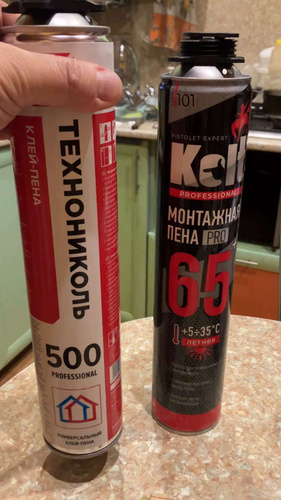 КЛЕЙ-ПЕНА
ТЕХНОНИКОЛЬ
500
PROFESSIONAL
УНИВЕРСАЛЬНЫЙ
КЛЕЙ-ПЕНА
101
PISTOLET EXPERT
Kelt
PROFESSIONAL
МОНТАЖНАЯ
ПЕНА PRO
65
+5÷35°C
ЛЕТНЯЯ